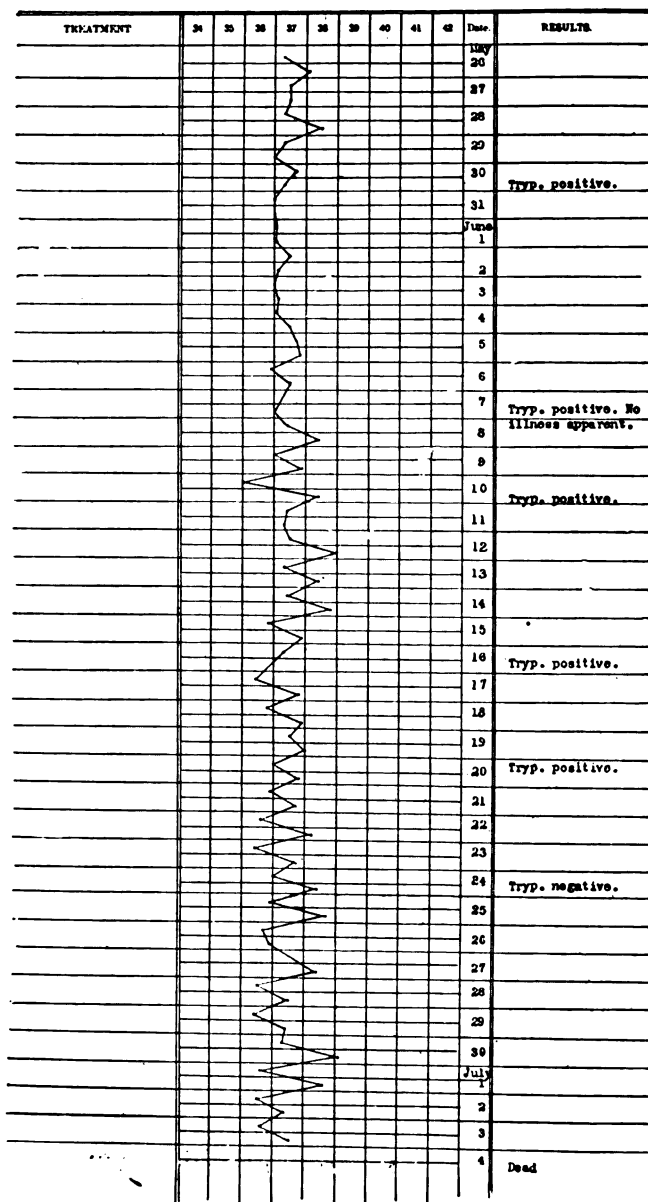 TREATMENT 34 35 36 37 38 39 40 41 42 Date. RESULTS.
May
26
27
28
29
30 Tryp. positive.
31
June
1
2
3
4
5
6
7 Tryp. positive. No
illness apparent.
8
9
10 Tryp. positive.
11
12
13
14
15
16 Tryp. positive.
17
18
19
20 Tryp. positive.
21
22
23
24 Tryp. negative.
25
26
27
28
29
30
July
1
2
3
4 Dead